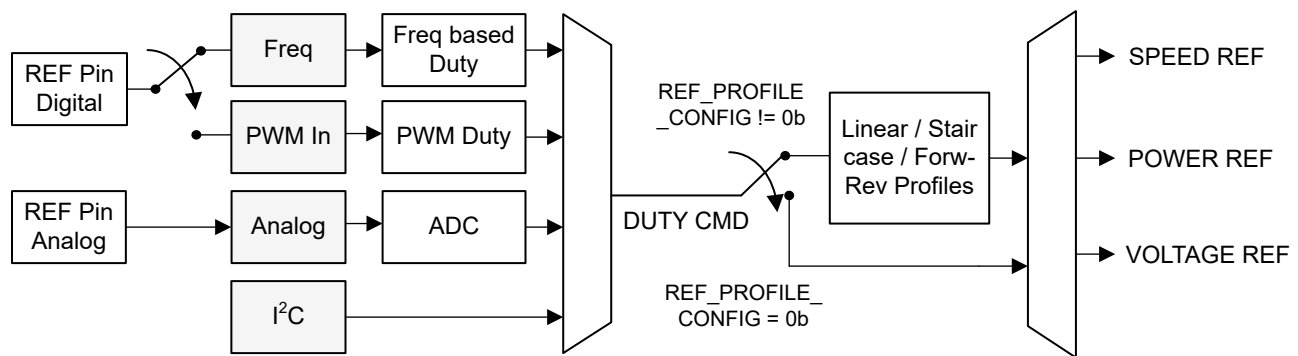 REF Pin
Digital
Freq
Freq based
Duty
PWM In
PWM Duty
REF Pin
Analog
Analog
ADC
I²C
DUTY CMD
REF_PROFILE
_CONFIG != 0b
REF_PROFILE_
CONFIG = 0b
Linear / Stair
case / Forw-
Rev Profiles
SPEED REF
POWER REF
VOLTAGE REF